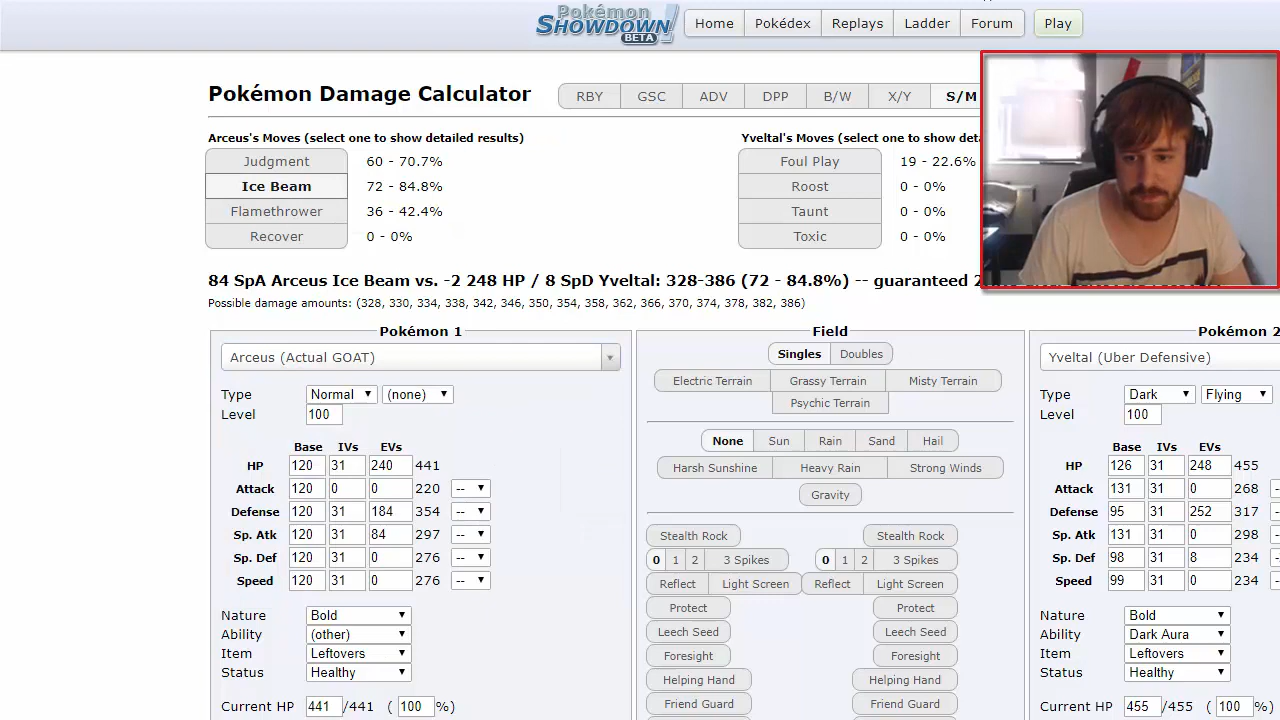 Pokémon SHOWDOWN! BETA Home Pokédex Replays Ladder Forum Play
Pokémon Damage Calculator RBY GSC ADV DPP B/W X/Y S/M
Arceus's Moves (select one to show detailed results)
Judgment 60 - 70.7%
Ice Beam 72 - 84.8%
Flamethrower 36 - 42.4%
Recover 0 - 0%
Yveltal's Moves (select one to show deta
Foul Play 19 - 22.6%
Roost 0 - 0%
Taunt 0 - 0%
Toxic 0 - 0%
84 SpA Arceus Ice Beam vs. -2 248 HP / 8 SpD Yveltal: 328-386 (72 - 84.8%) -- guaranteed 2
Possible damage amounts: (328, 330, 334, 338, 342, 346, 350, 354, 358, 362, 366, 370, 374, 378, 382, 386)
Pokémon 1
Arceus (Actual GOAT)
Type Normal (none)
Level 100
Base IVs EVs
HP 120 31 240 441
Attack 120 0 0 220 --
Defense 120 31 184 354 --
Sp. Atk 120 31 84 297 --
Sp. Def 120 31 0 276 --
Speed 120 31 0 276 --
Nature Bold
Ability (other)
Item Leftovers
Status Healthy
Current HP 441 /441 ( 100 %)
Field
Singles Doubles
Electric Terrain Grassy Terrain Misty Terrain
Psychic Terrain
None Sun Rain Sand Hail
Harsh Sunshine Heavy Rain Strong Winds
Gravity
Stealth Rock Stealth Rock
0 1 2 3 Spikes 0 1 2 3 Spikes
Reflect Light Screen Reflect Light Screen
Protect Protect
Leech Seed Leech Seed
Foresight Foresight
Helping Hand Helping Hand
Friend Guard Friend Guard
Pokémon 2
Yveltal (Uber Defensive)
Type Dark Flying
Level 100
Base IVs EVs
HP 126 31 248 455
Attack 131 31 0 268 --
Defense 95 31 252 317 --
Sp. Atk 131 31 0 298 --
Sp. Def 98 31 8 234 --
Speed 99 31 0 234 --
Nature Bold
Ability Dark Aura
Item Leftovers
Status Healthy
Current HP 455 /455 ( 100 %)